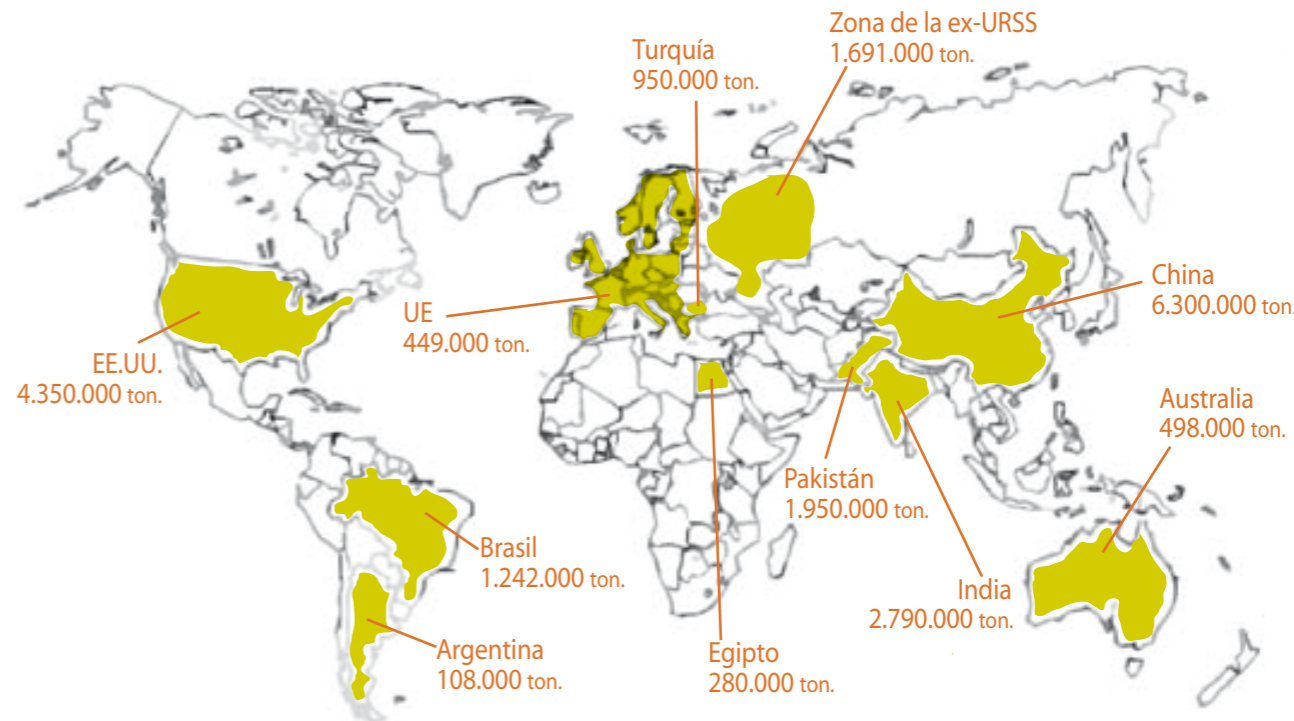 Zona de la ex-URSS
1.691.000 ton.
Turquía
950.000 ton.
China
6.300.000 ton.
UE
449.000 ton.
EE.UU.
4.350.000 ton.
Australia
498.000 ton.
Pakistán
1.950.000 ton.
Brasil
1.242.000 ton.
India
2.790.000 ton.
Argentina
108.000 ton.
Egipto
280.000 ton.